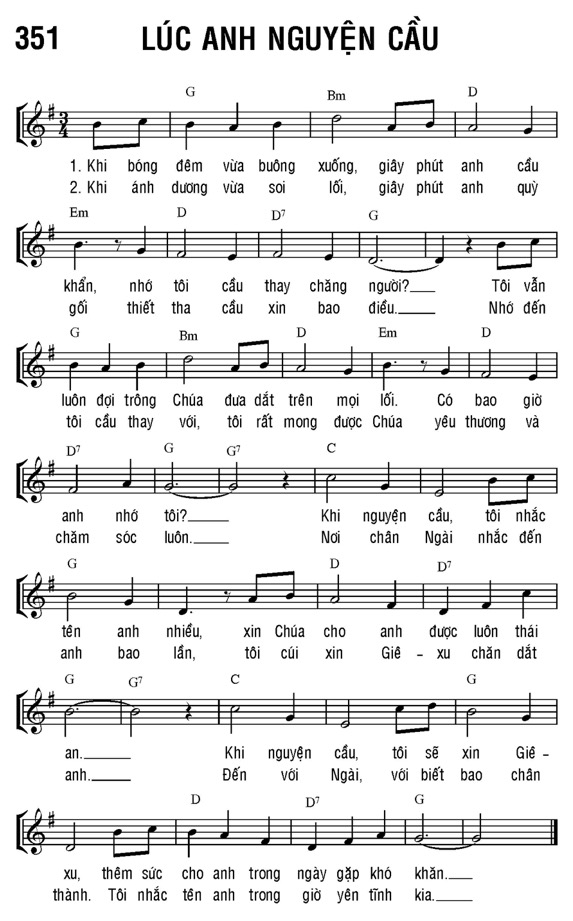 351 LÚC ANH NGUYỆN CẦU
G Bm D
3/4
1. Khi bóng đêm vừa buông xuống, giây phút anh cầu
2. Khi ánh dương vừa soi lối, giây phút anh quỳ
Em D D7 G
khẩn, nhớ tôi cầu thay chăng người?____ Tôi vẫn
gối thiết tha cầu xin bao điều.____ Nhớ đến
G Bm D Em D
luôn đợi trông Chúa đưa dắt trên mọi lối. Có bao giờ
tôi cầu thay với, tôi rất mong được Chúa yêu thương và
D7 G G7 C
anh nhớ tôi?____ Khi nguyện cầu, tôi nhắc
chăm sóc luôn.____ Nơi chân Ngài nhắc đến
G D D7
tên anh nhiều, xin Chúa cho anh được luôn thái
anh bao lần, tôi cúi xin Giê - xu chăn dắt
G G7 C G
an.____ Khi nguyện cầu, tôi sẽ xin Giê-
anh.____ Đến với Ngài, với biết bao chân
D D7 G
xu, thêm sức cho anh trong ngày gặp khó khăn.____
thành. Tôi nhắc tên anh trong giờ yên tĩnh kia.____